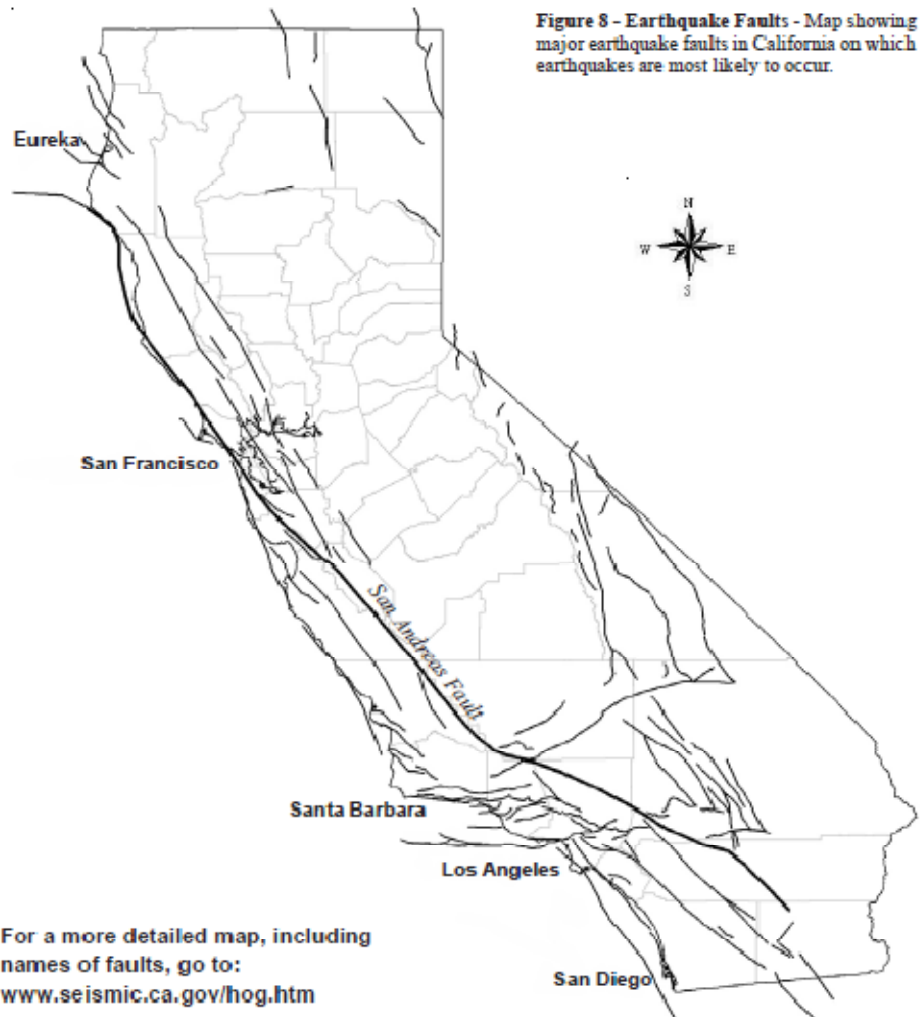 Figure 8 - Earthquake Faults - Map showing
major earthquake faults in California on which
earthquakes are most likely to occur.
Eureka
N
W E
S
San Francisco
San Andreas Fault
Santa Barbara
Los Angeles
For a more detailed map, including
names of faults, go to:
www.seismic.ca.gov/hog.htm
San Diego